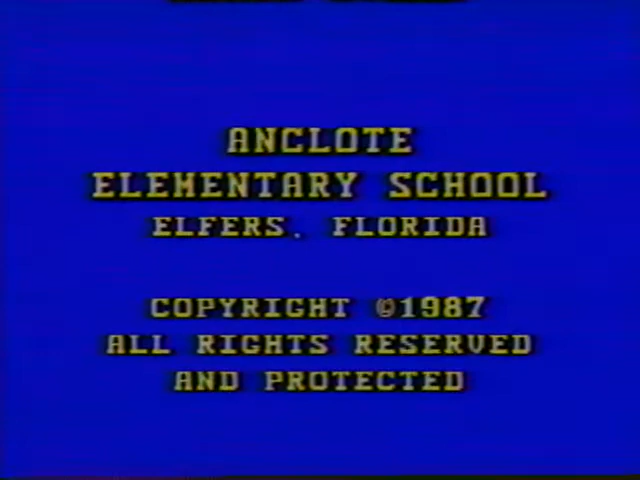 ANCLOTE
ELEMENTARY SCHOOL
ELFERS, FLORIDA
COPYRIGHT ©1987
ALL RIGHTS RESERVED
AND PROTECTED